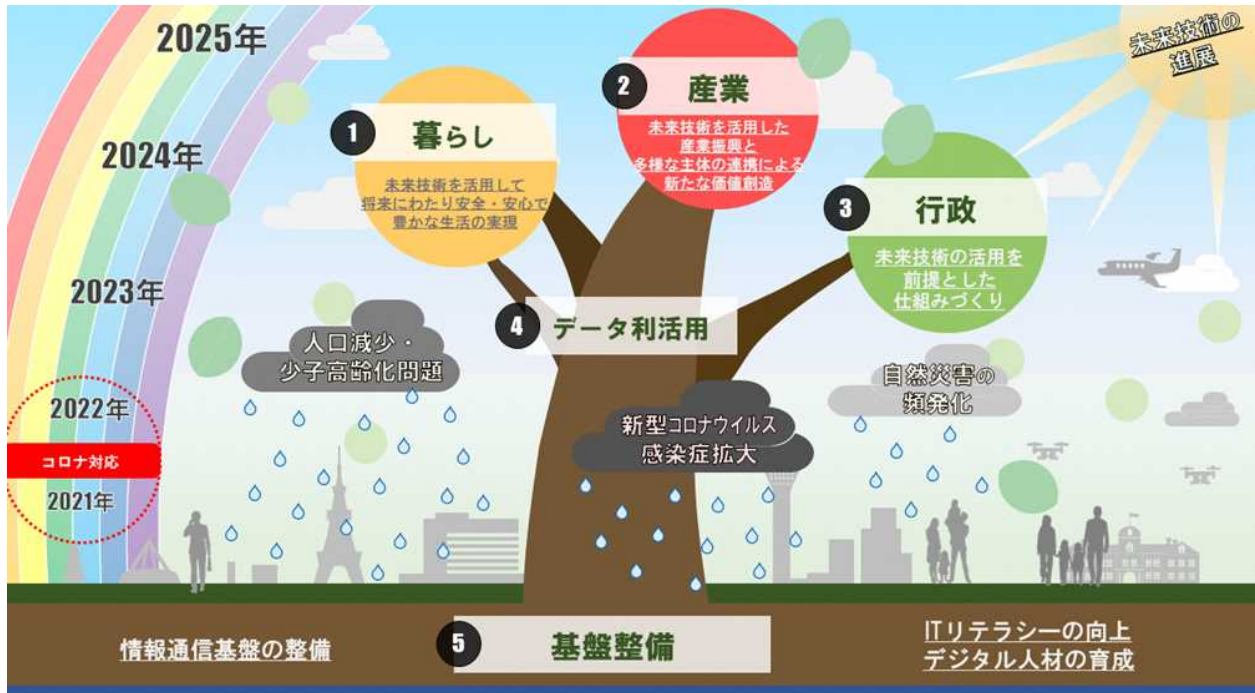 2025年
2024年
2023年
2022年
コロナ対応
2021年
未来技術の
進展
1
暮らし
未来技術を活用して
将来にわたり安全・安心で
豊かな生活の実現
2
産業
未来技術を活用した
産業振興と
多様な主体の連携による
新たな価値創造
3
行政
未来技術の活用を
前提とした
仕組みづくり
4
データ利活用
人口減少・
少子高齢化問題
新型コロナウイルス
感染症拡大
自然災害の
頻発化
情報通信基盤の整備
5
基盤整備
ITリテラシーの向上
デジタル人材の育成